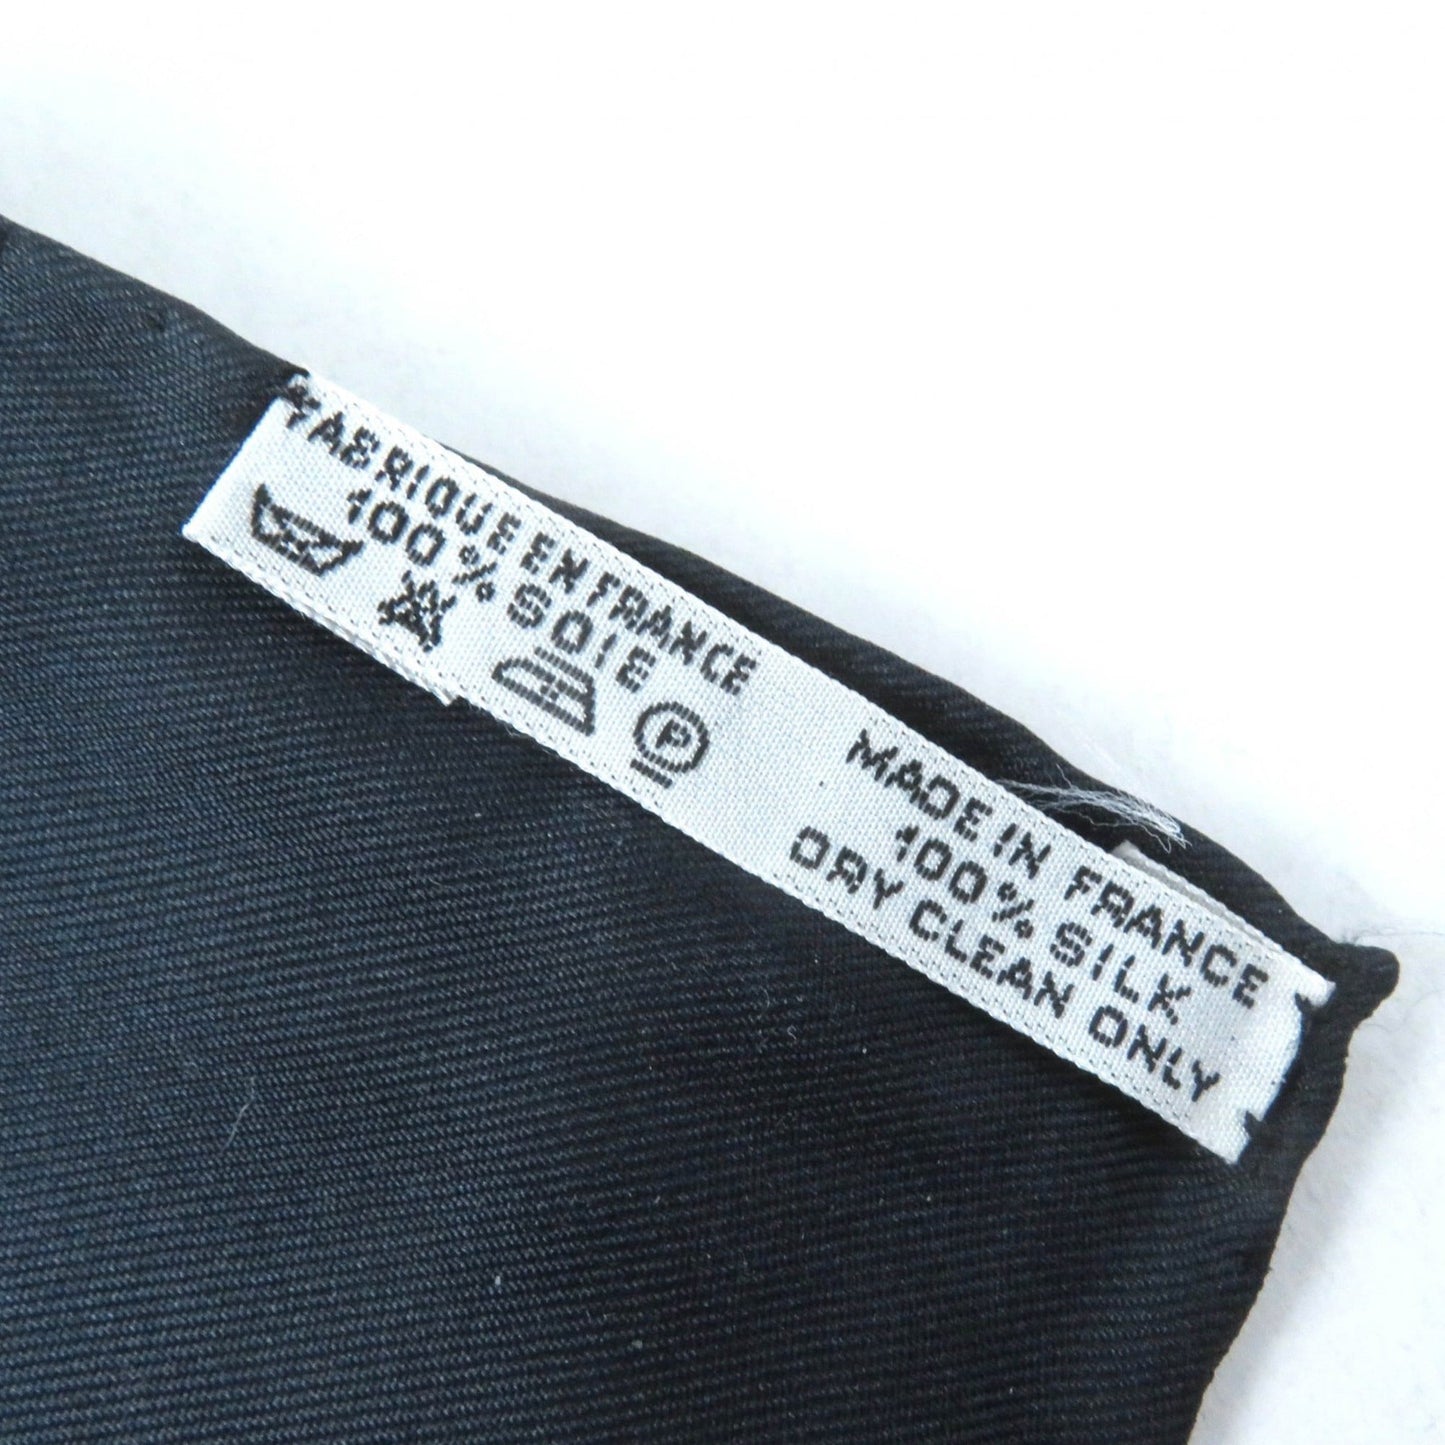 FABRIQUE EN FRANCE
100% SOIE
P
MADE IN FRANCE
100% SILK
DRY CLEAN ONLY